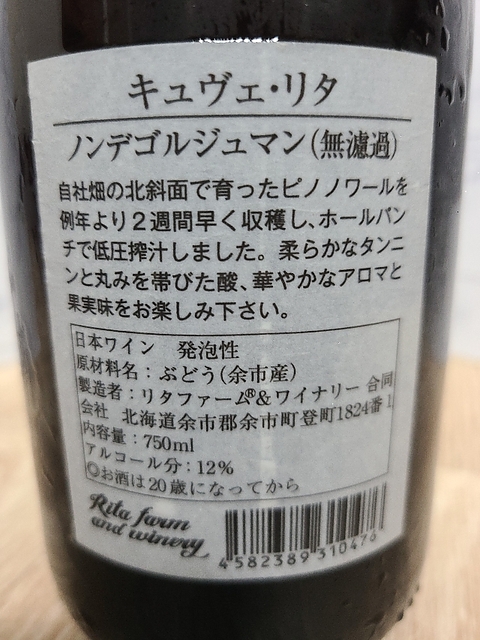 キュヴェ・リタ
ノンデゴルジュマン(無濾過)
自社畑の北斜面で育ったピノノワールを
例年より2週間早く収穫し、ホールバン
チで低圧搾汁しました。柔らかなタンニ
ンと丸みを帯びた酸、華やかなアロマと
果実味をお楽しみ下さい。
日本ワイン 発泡性
原材料名：ぶどう(余市産)
製造者：リタファーム®&ワイナリー 合同
会社 北海道余市郡余市町登町1824番1
内容量：750ml
アルコール分：12%
◎お酒は20歳になってから
Rita farm
and winery
4582389310476